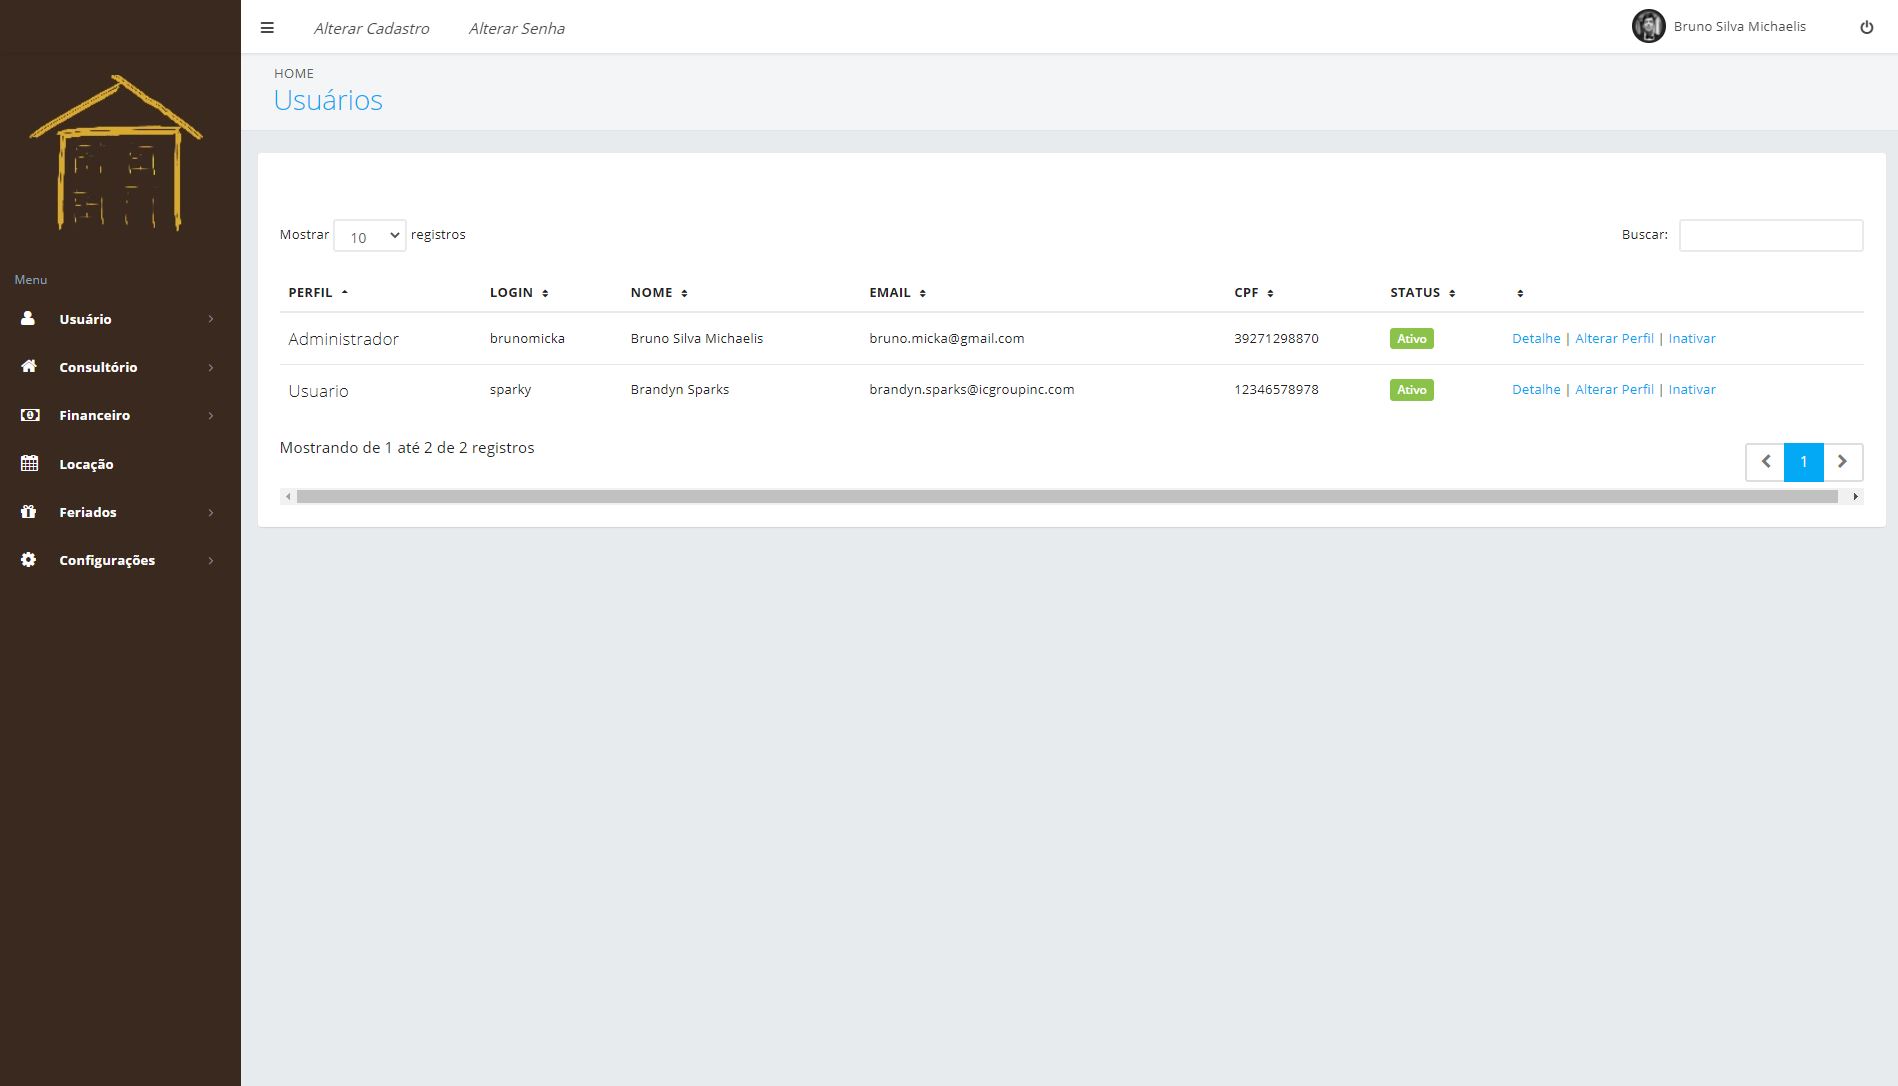 Alterar Cadastro Alterar Senha Bruno Silva Michaelis
HOME
Usuários
Menu
Usuário
Consultório
Financeiro
Locação
Feriados
Configurações
Mostrar 10 registros Buscar:
PERFIL LOGIN NOME EMAIL CPF STATUS
Administrador brunomicka Bruno Silva Michaelis bruno.micka@gmail.com 39271298870 Ativo Detalhe | Alterar Perfil | Inativar
Usuario sparky Brandyn Sparks brandyn.sparks@icgroupinc.com 12346578978 Ativo Detalhe | Alterar Perfil | Inativar
Mostrando de 1 até 2 de 2 registros
1